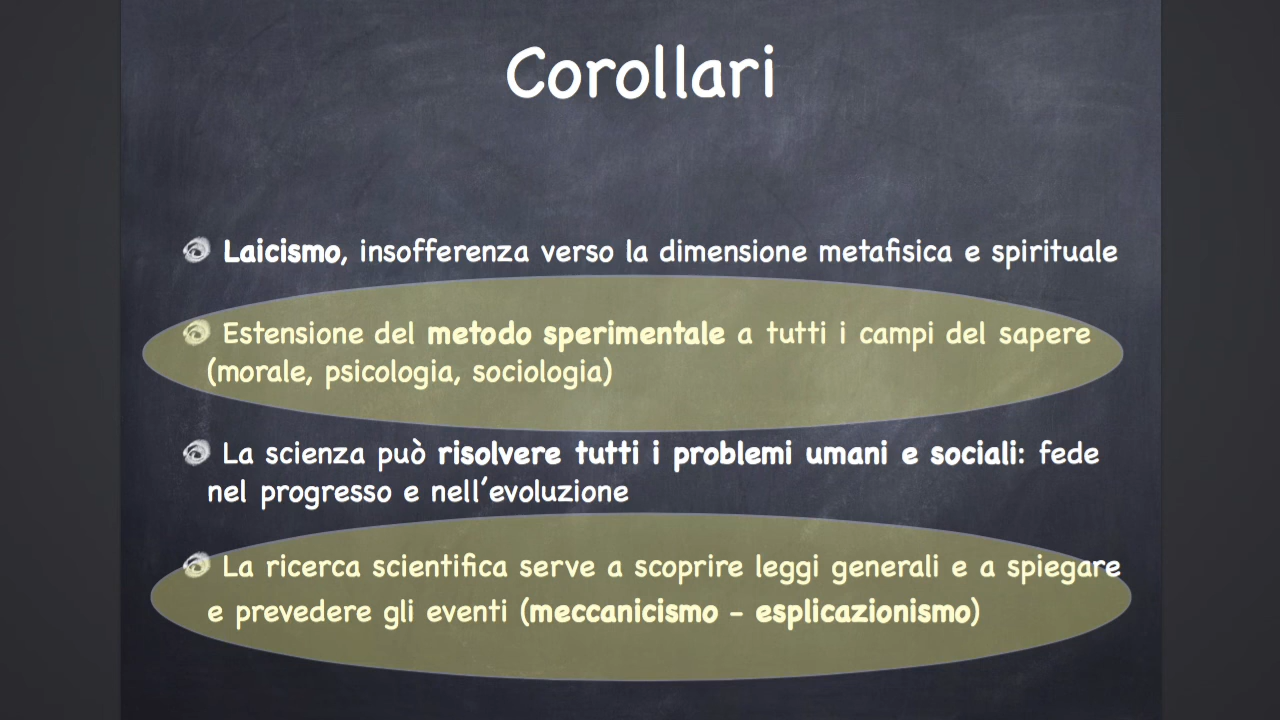 Corollari
Laicismo, insofferenza verso la dimensione metafisica e spirituale
Estensione del metodo sperimentale a tutti i campi del sapere
(morale, psicologia, sociologia)
La scienza può risolvere tutti i problemi umani e sociali: fede
nel progresso e nell'evoluzione
La ricerca scientifica serve a scoprire leggi generali e a spiegare
e prevedere gli eventi (meccanicismo - esplicazionismo)